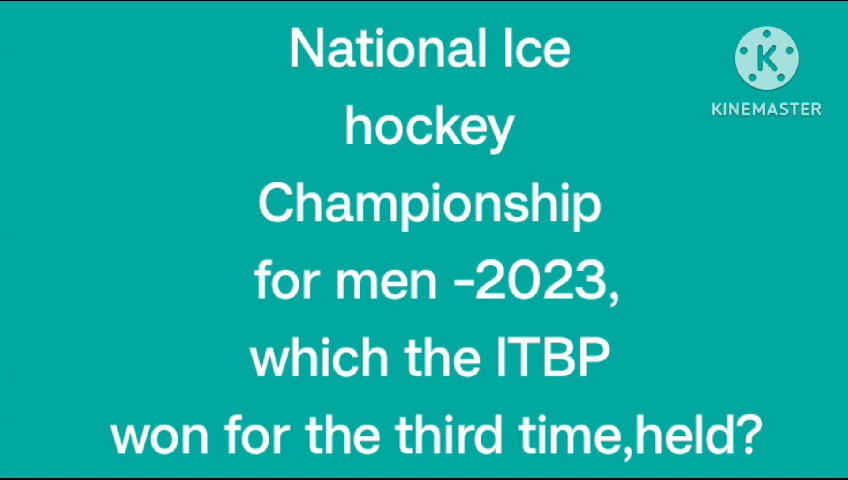 National Ice
hockey
Championship
for men -2023,
which the ITBP
won for the third time,held?
K
KINEMASTER